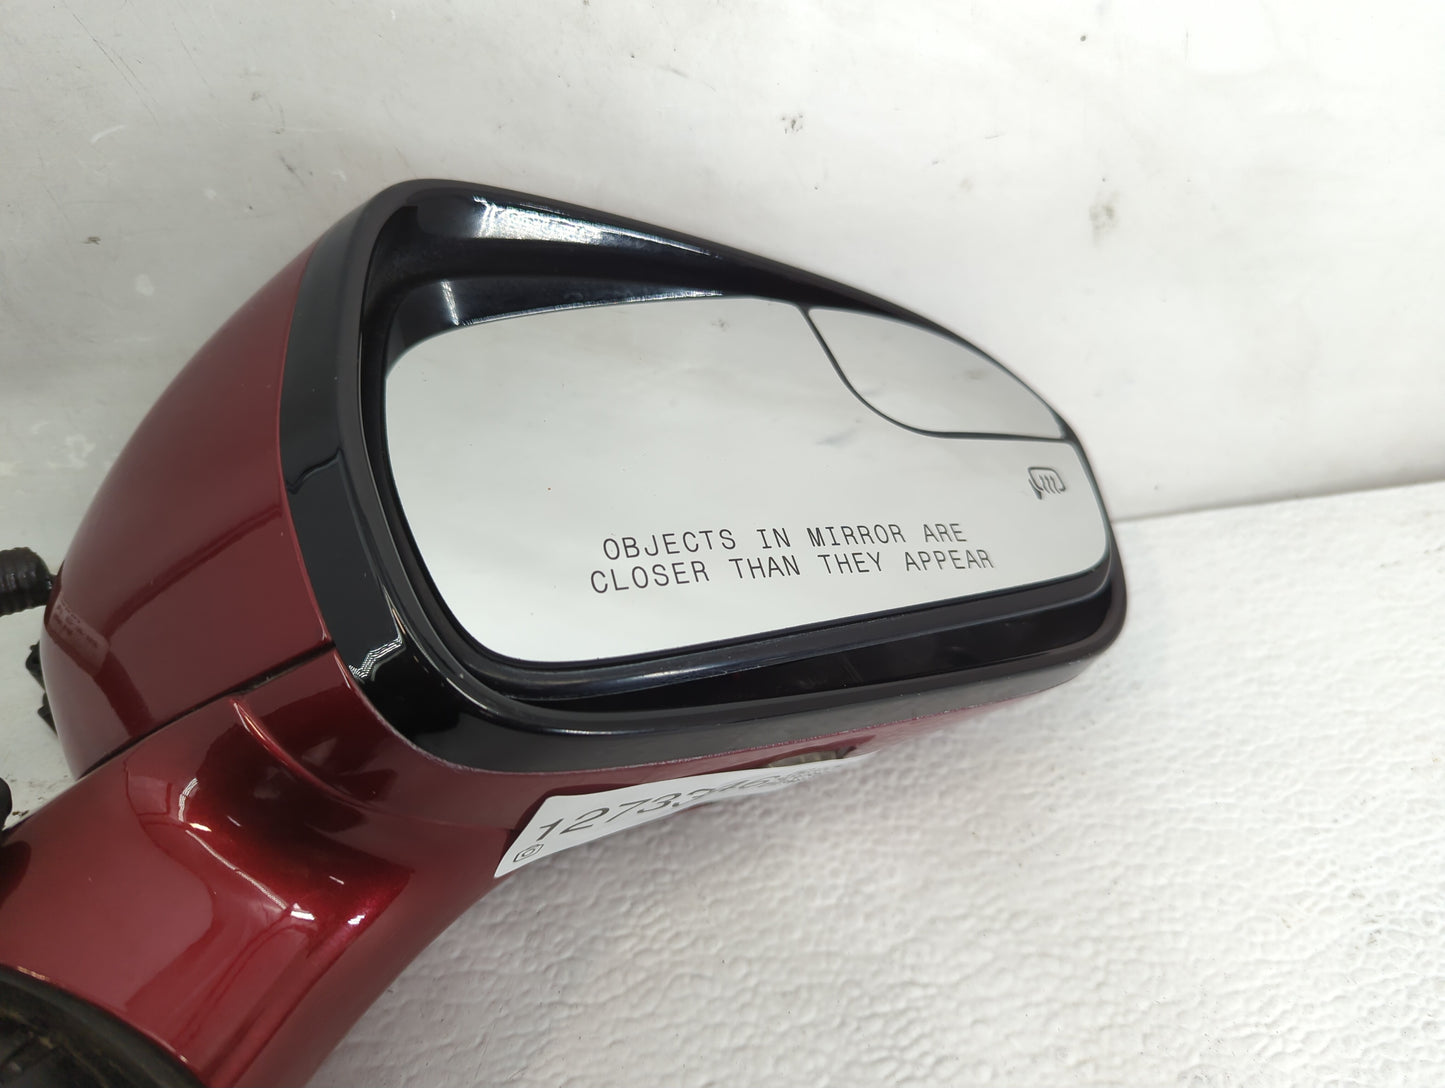 OBJECTS IN MIRROR ARE
CLOSER THAN THEY APPEAR